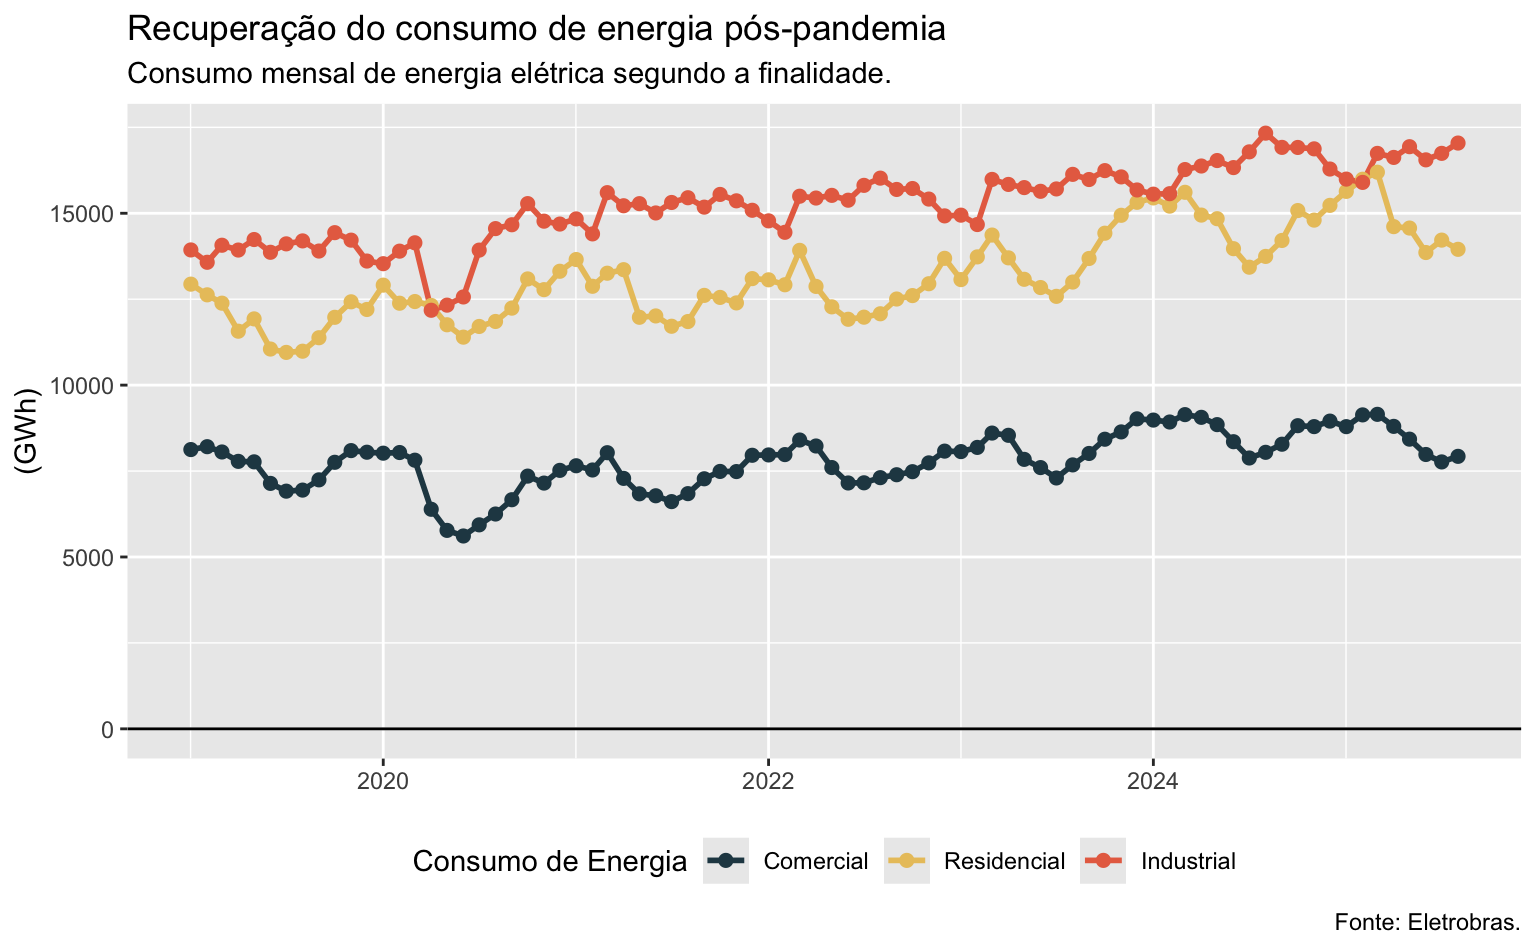 Recuperação do consumo de energia pós-pandemia
Consumo mensal de energia elétrica segundo a finalidade.
(GWh)
15000
10000
5000
0
2020 2022 2024
Consumo de Energia Comercial Residencial Industrial
Fonte: Eletrobras.